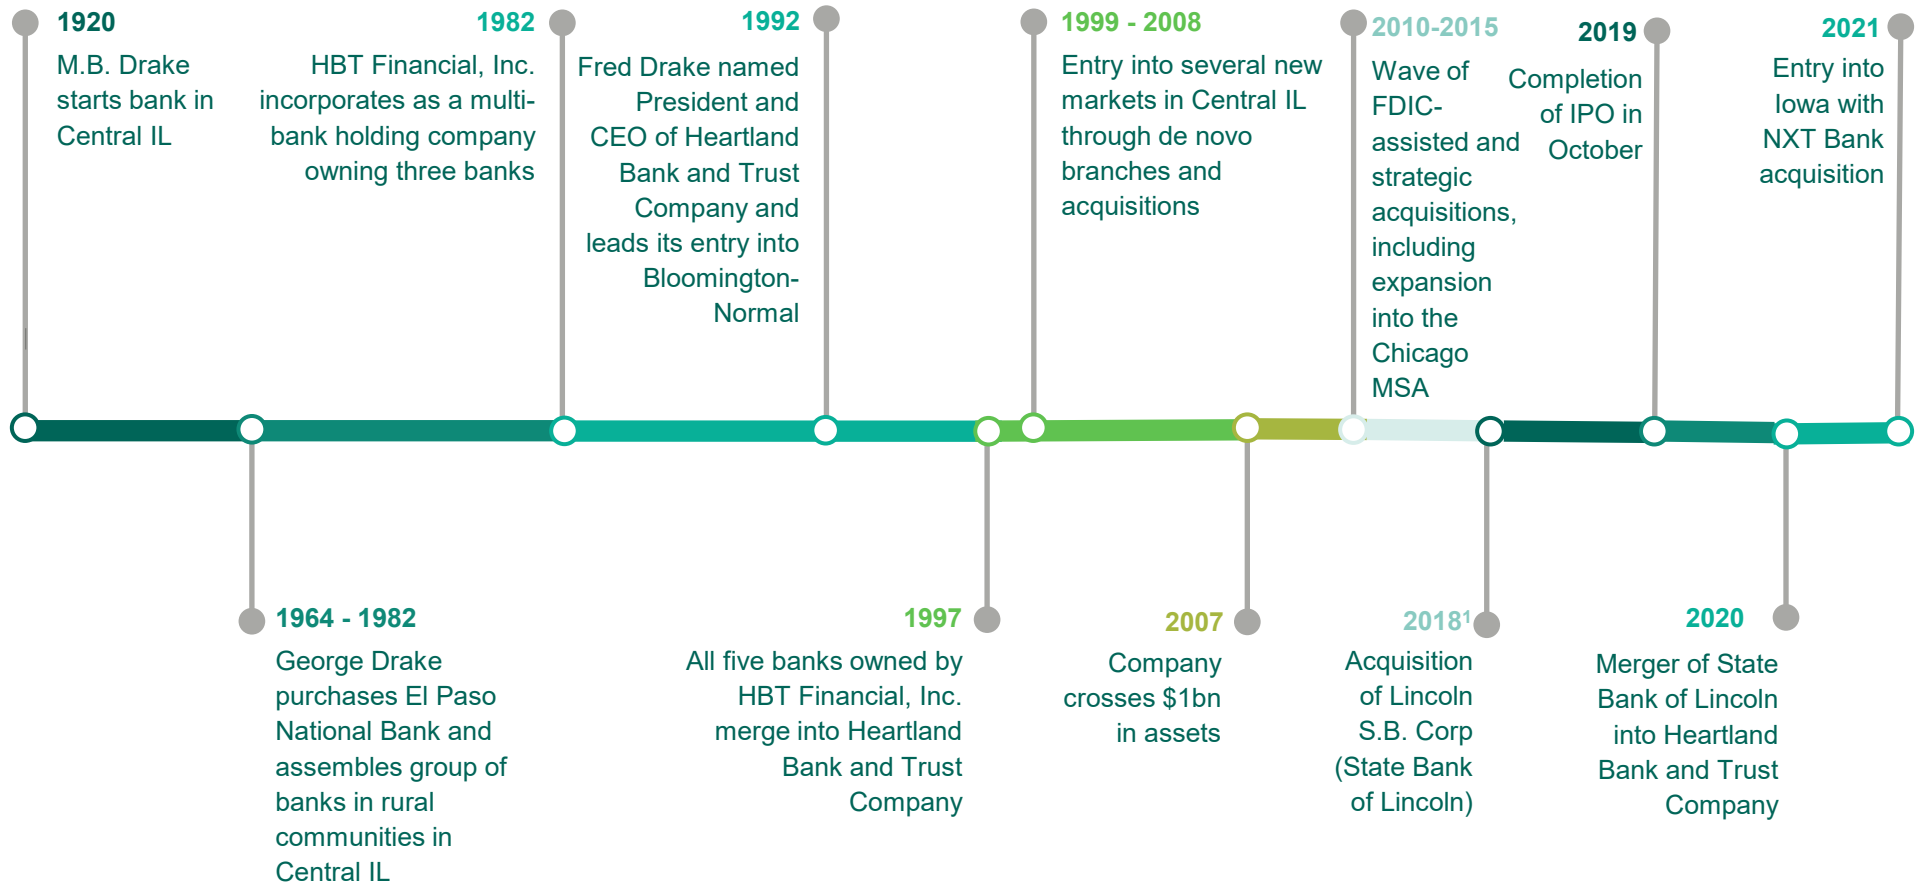 1920
M.B. Drake
starts bank in
Central IL
1982
HBT Financial, Inc.
incorporates as a multi-
bank holding company
owning three banks
1992
Fred Drake named
President and
CEO of Heartland
Bank and Trust
Company and
leads its entry into
Bloomington-
Normal
1999 - 2008
Entry into several new
markets in Central IL
through de novo
branches and
acquisitions
2010-2015
Wave of
FDIC-
assisted and
strategic
acquisitions,
including
expansion
into the
Chicago
MSA
2019
Completion
of IPO in
October
2021
Entry into
Iowa with
NXT Bank
acquisition
1964 - 1982
George Drake
purchases El Paso
National Bank and
assembles group of
banks in rural
communities in
Central IL
1997
All five banks owned by
HBT Financial, Inc.
merge into Heartland
Bank and Trust
Company
2007
Company
crosses $1bn
in assets
2018¹
Acquisition
of Lincoln
S.B. Corp
(State Bank
of Lincoln)
2020
Merger of State
Bank of Lincoln
into Heartland
Bank and Trust
Company